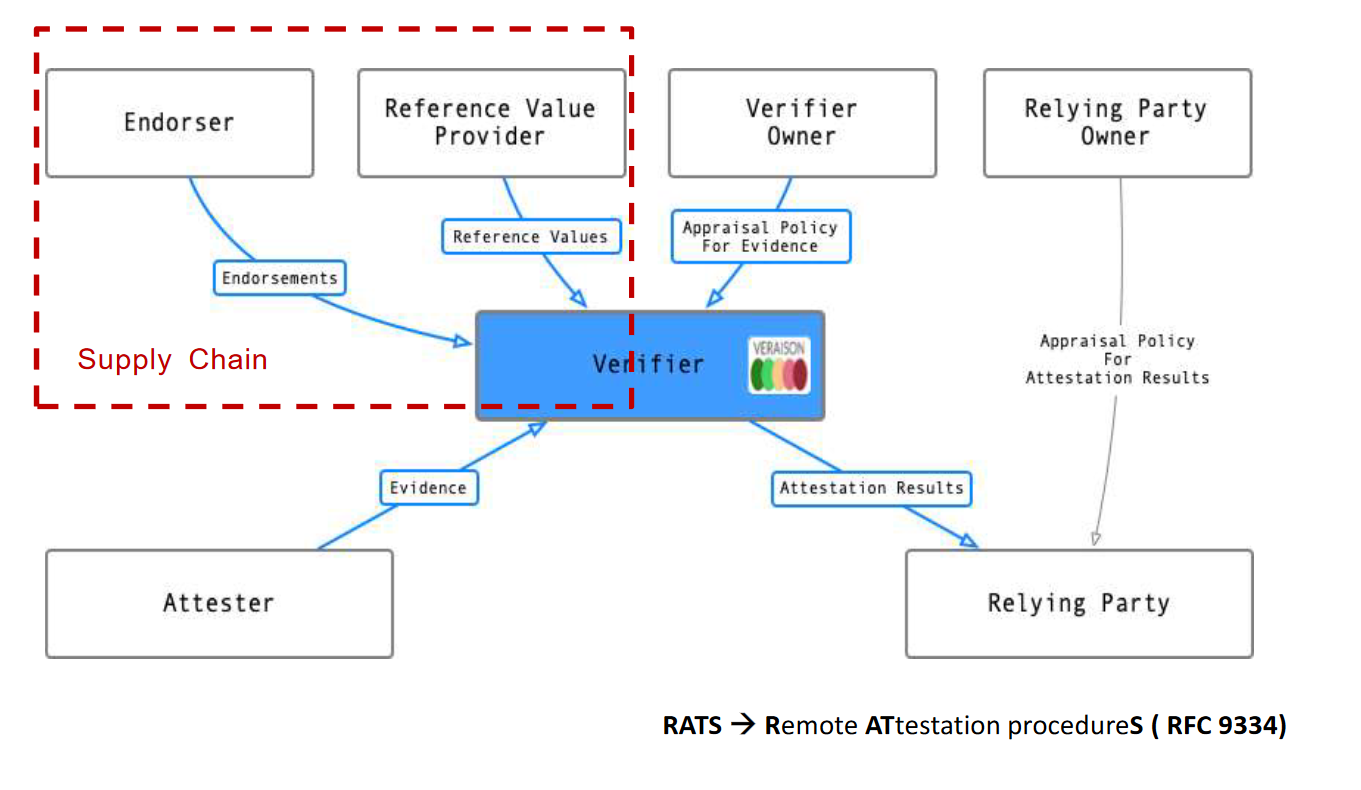 Endorser
Reference Value
Provider
Verifier
Owner
Relying Party
Owner
Reference Values
Appraisal Policy
For Evidence
Endorsements
Supply Chain
Verifier
VERAISON
Appraisal Policy
For
Attestation Results
Evidence
Attestation Results
Attester
Relying Party
RATS → Remote ATtestation procedureS ( RFC 9334)